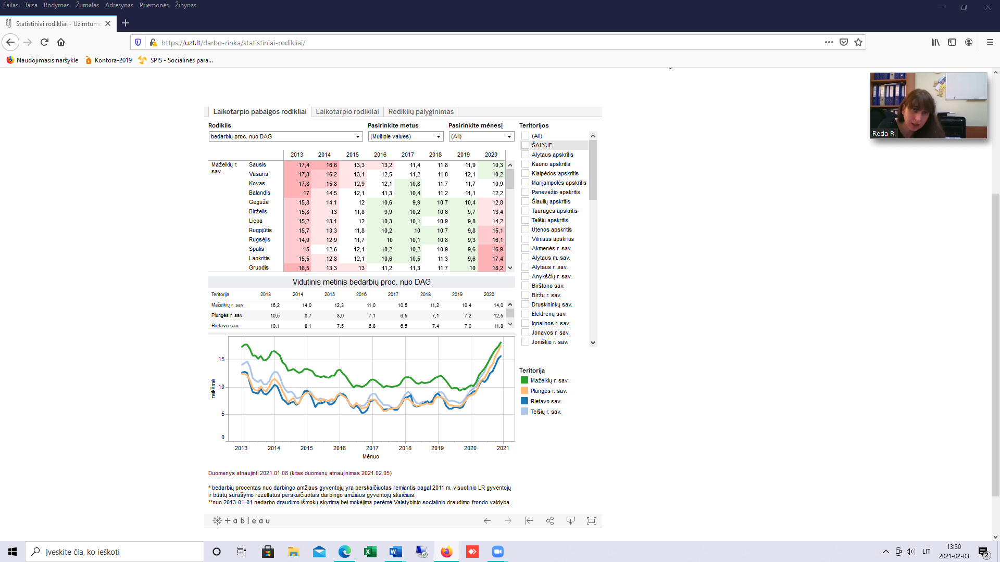 Failas Taisa Rodymas Žurnalas Adresynas Priemonės Žinynas
Statistiniai rodikliai - Užimtumo
https://uzt.lt/darbo-rinka/statistiniai-rodikliai/
Naudojimasis naršykle Kontora-2019 SPIS - Socialinės para...
Reda R.
Laikotarpio pabaigos rodikliai Laikotarpio rodikliai Rodiklių palyginimas
Rodiklis Pasirinkite metus Pasirinkite mėnesį Teritorijos
bedarbių proc. nuo DAG (Multiple values) (All)
2013 2014 2015 2016 2017 2018 2019 2020
Mažeikių r. sav.
Sausis 17,4 16,6 13,3 13,2 11,4 11,8 11,9 10,3
Vasaris 17,8 16,2 13,1 12,5 11,2 11,8 12,1 10,2
Kovas 17,8 15,8 12,9 12,1 10,8 11,7 11,7 10,9
Balandis 17 14,5 12,1 11,3 10,4 11,2 11,1 12,2
Gegužė 15,8 14,1 12 10,6 9,9 10,7 10,4 12,8
Birželis 15,8 13 11,8 9,9 10,2 10,6 9,7 13,4
Liepa 15,2 13,1 12 10,3 10,1 10,9 9,8 14,2
Rugpjūtis 15,7 13,3 11,8 10,2 10 10,7 9,8 15,1
Rugsėjis 14,9 12,9 11,7 10 10,1 10,8 9,3 16,1
Spalis 15 12,6 12,1 10,2 10,2 10,9 9,6 16,9
Lapkritis 15,5 12,8 12,1 10,6 10,5 11,3 9,6 17,4
Gruodis 16,5 13,3 13 11,2 11,3 11,7 10 18,2
Vidutinis metinis bedarbių proc. nuo DAG
Teritorija 2013 2014 2015 2016 2017 2018 2019 2020
Mažeikių r. sav. 16,2 14,0 12,3 11,0 10,5 11,2 10,4 14,0
Plungės r. sav. 10,5 8,7 8,0 7,1 6,5 7,1 7,2 12,5
Rietavo sav. 10,1 8,1 7,5 6,8 6,5 7,4 7,0 11,8
(All)
ŠALYJE
Alytaus apskritis
Kauno apskritis
Klaipėdos apskritis
Marijampolės apskritis
Panevėžio apskritis
Šiaulių apskritis
Tauragės apskritis
Telšių apskritis
Utenos apskritis
Vilniaus apskritis
Akmenės r. sav.
Alytaus m. sav.
Alytaus r. sav.
Anykščių r. sav.
Birštono sav.
Biržų r. sav.
Druskininkų sav.
Elektrėnų sav.
Ignalinos r. sav.
Jonavos r. sav.
Joniškio r. sav.
reikšmė
15
10
5
0
2013 2014 2015 2016 2017 2018 2019 2020 2021
Mėnuo
Teritorija
Mažeikių r. sav.
Plungės r. sav.
Rietavo sav.
Telšių r. sav.
Duomenys atnaujinti 2021.01.08 (kitas duomenų atnaujinimas 2021.02.05)
* bedarbių procentas nuo darbingo amžiaus gyventojų yra perskaičiuotas remiantis pagal 2011 m. visuotinio LR gyventojų
ir būstų surašymo rezultatus perskaičiuotais darbingo amžiaus gyventojų skaičiais.
**nuo 2013-01-01 nedarbo draudimo išmokų skyrimą bei mokėjimą perėmė Valstybinio socialinio draudimo frondo valdyba.
+ableau
Įveskite čia, ko ieškoti
LIT
13:30
2021-02-03
2